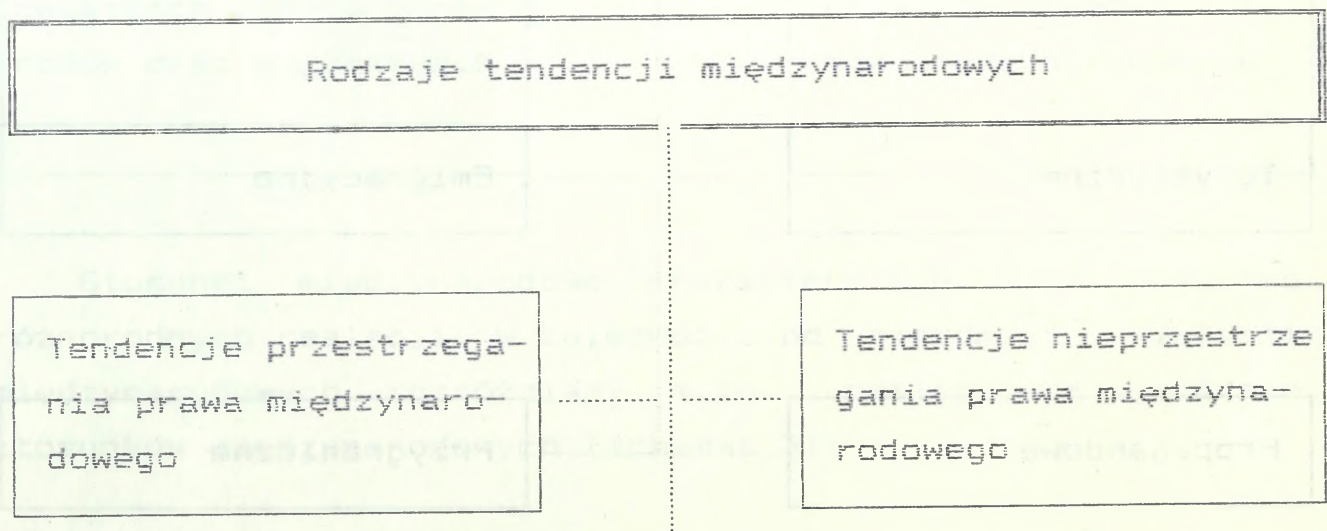 Rodzaje tendencji międzynarodowych
Tendencje przestrzega-
nia prawa międzynaro-
dowego
Tendencje nieprzestrze
gania prawa międzyna-
rodowego